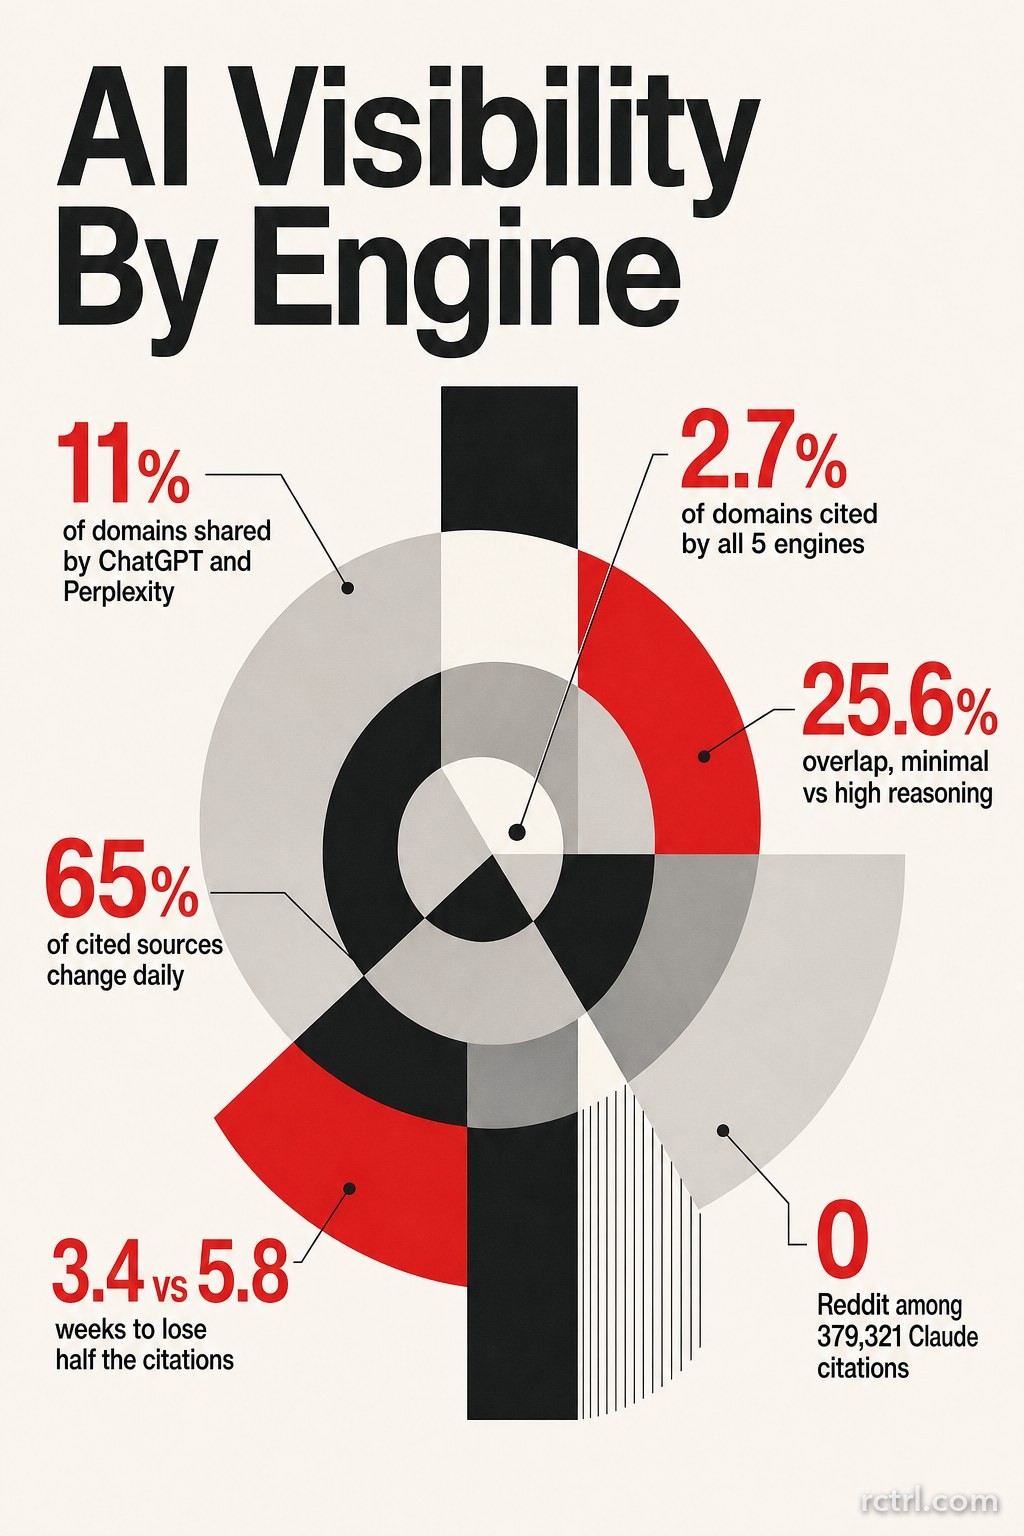 AI Visibility
By Engine
11%
of domains shared
by ChatGPT and
Perplexity
2.7%
of domains cited
by all 5 engines
25.6%
overlap, minimal
vs high reasoning
65%
of cited sources
change daily
3.4 vs 5.8
weeks to lose
half the citations
0
Reddit among
379,321 Claude
citations
rctrl.com